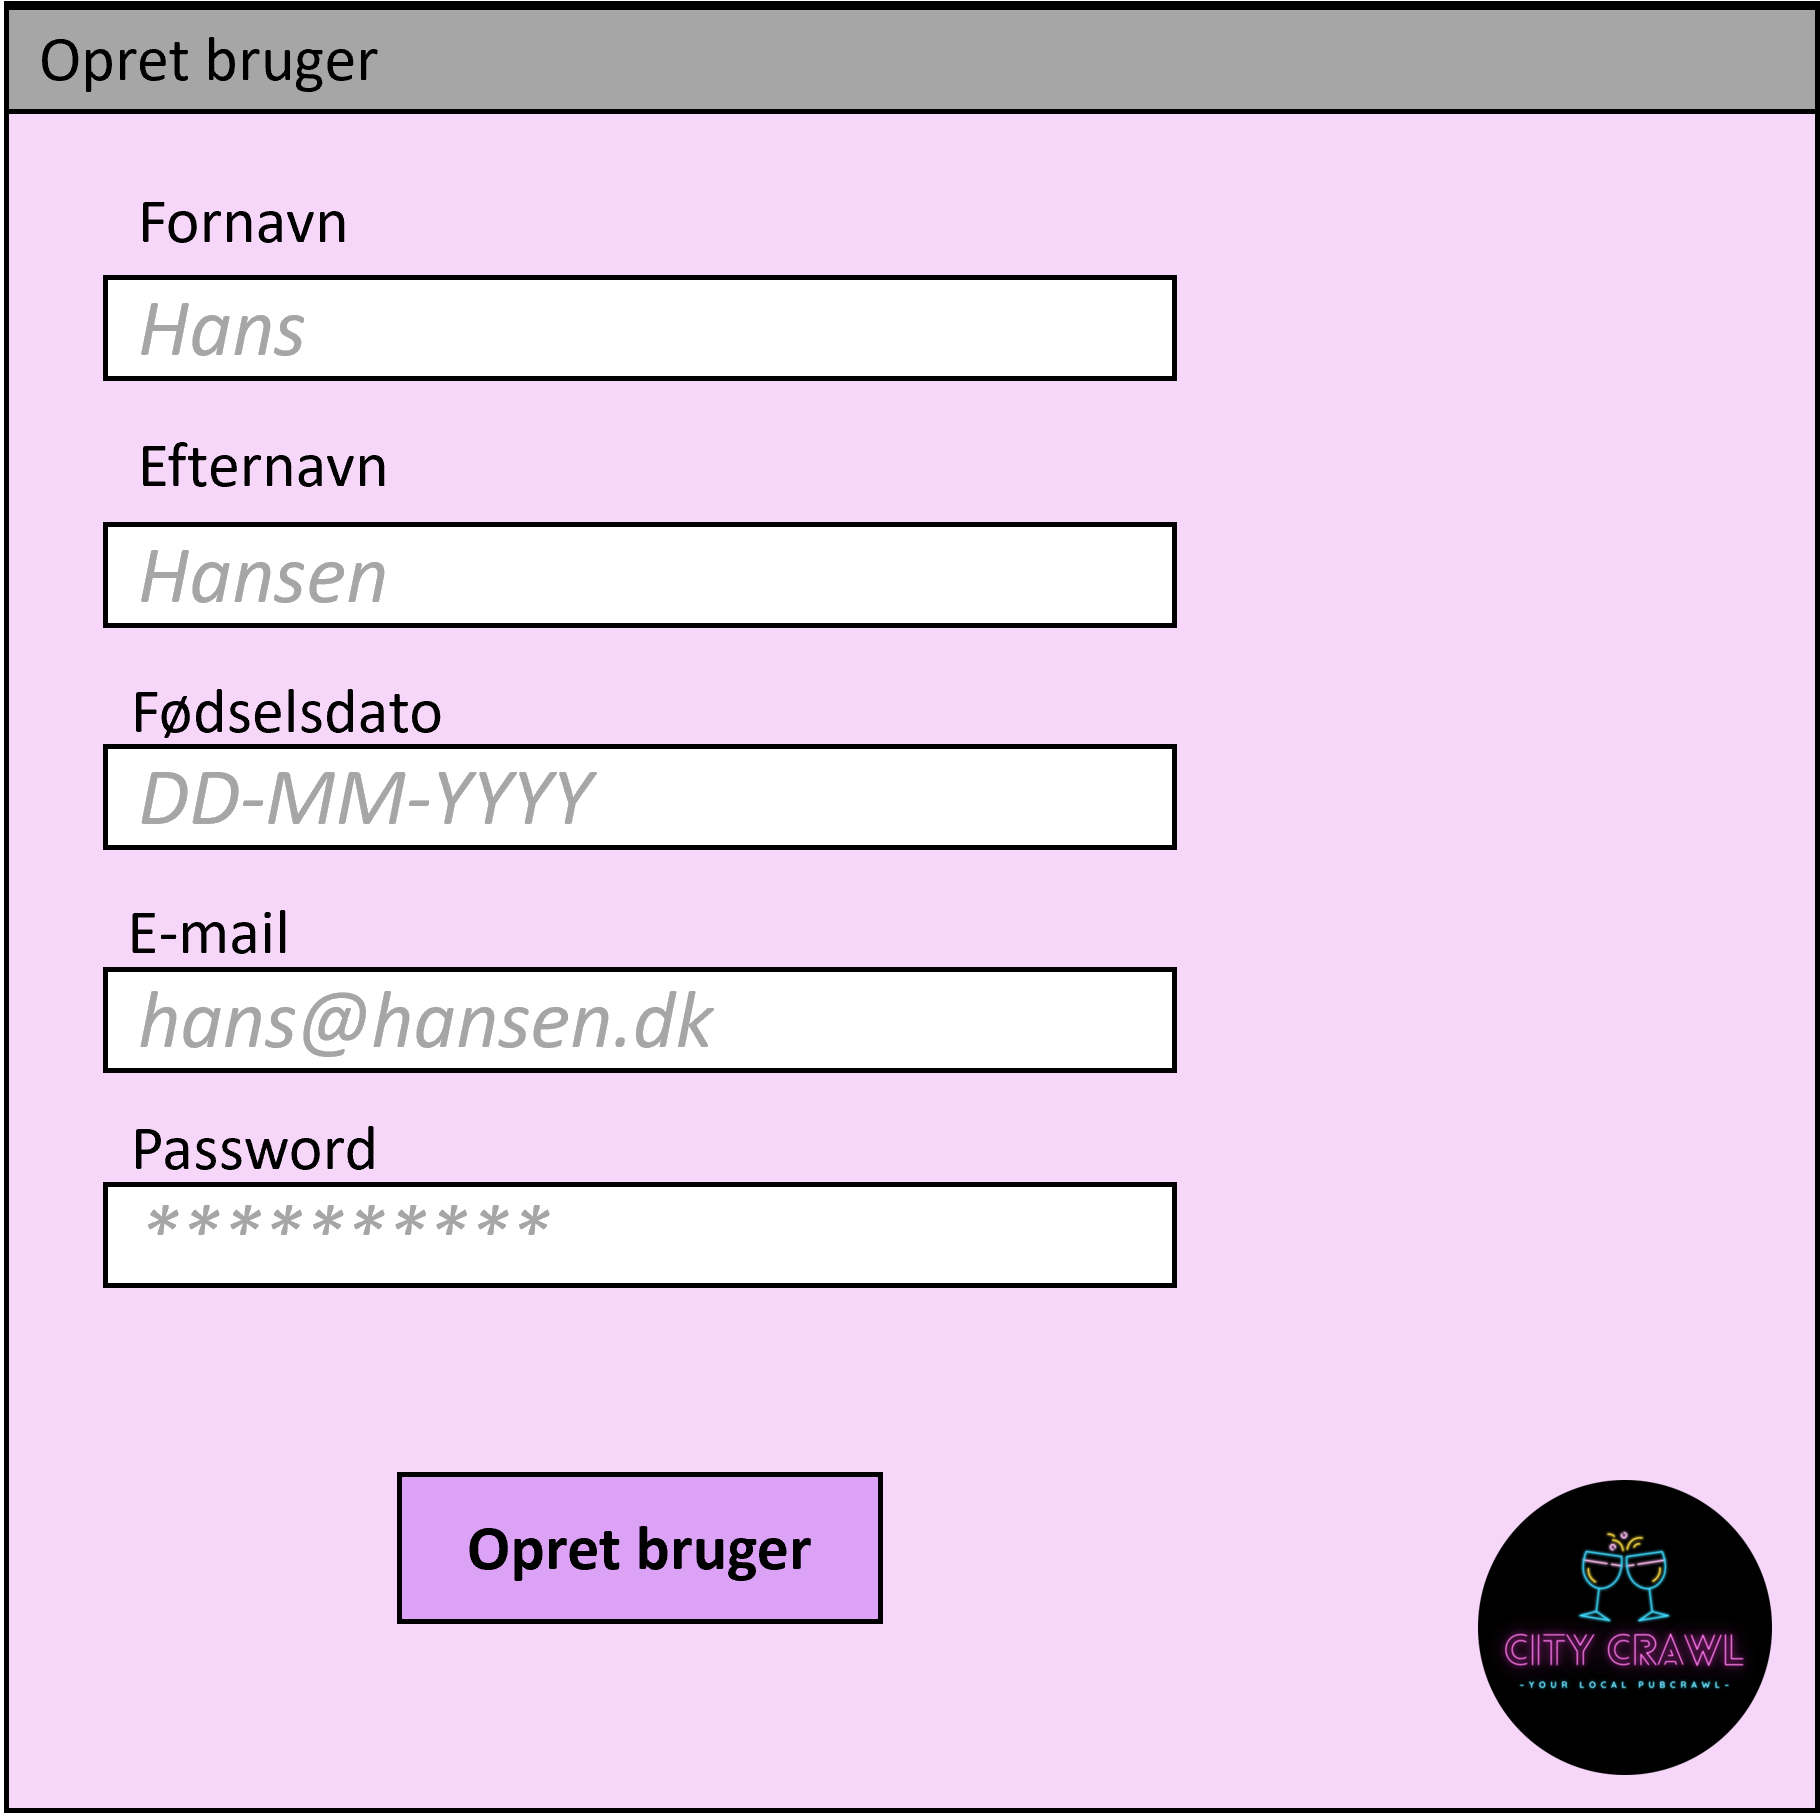 Opret bruger
Fornavn
Hans
Efternavn
Hansen
Fødselsdato
DD-MM-YYYY
E-mail
hans@hansen.dk
Password
**********
Opret bruger
CITY CRAWL
-YOUR LOCAL PUBCRAWL-